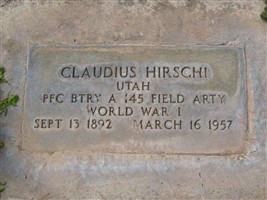 CLAUDIUS HIRSCHI
UTAH
PFC BTRY A 145 FIELD ARTY
WORLD WAR I
SEPT 13 1892 MARCH 16 1957